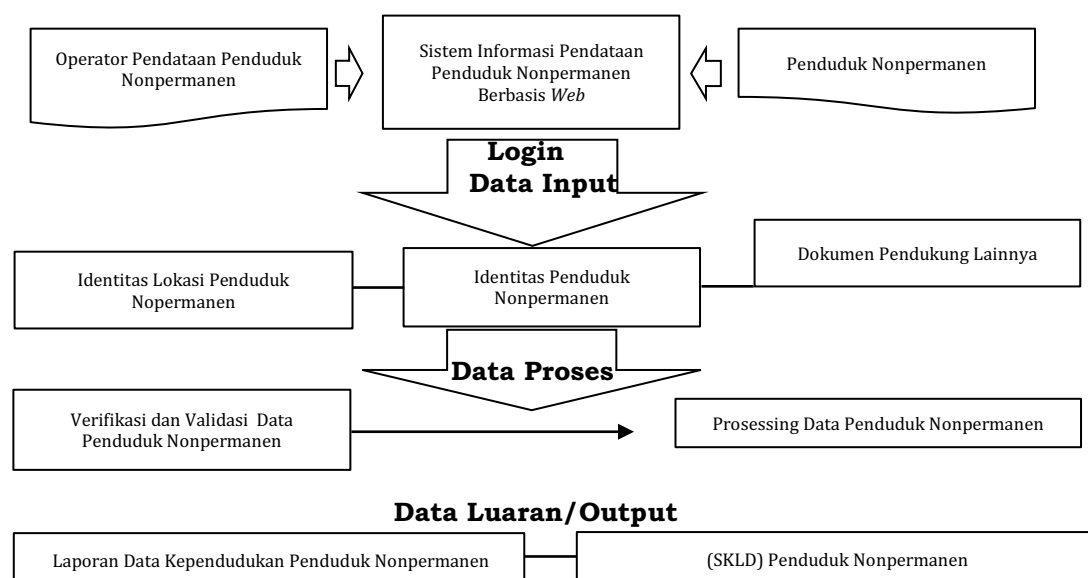 Operator Pendataan Penduduk
Nonpermanen
Sistem Informasi Pendataan
Penduduk Nonpermanen
Berbasis Web
Penduduk Nonpermanen
Login
Data Input
Identitas Lokasi Penduduk
Nopermanen
Identitas Penduduk
Nonpermanen
Dokumen Pendukung Lainnya
Data Proses
Verifikasi dan Validasi Data
Penduduk Nonpermanen
Prosessing Data Penduduk Nonpermanen
Data Luaran/Output
Laporan Data Kependudukan Penduduk Nonpermanen
(SKLD) Penduduk Nonpermanen